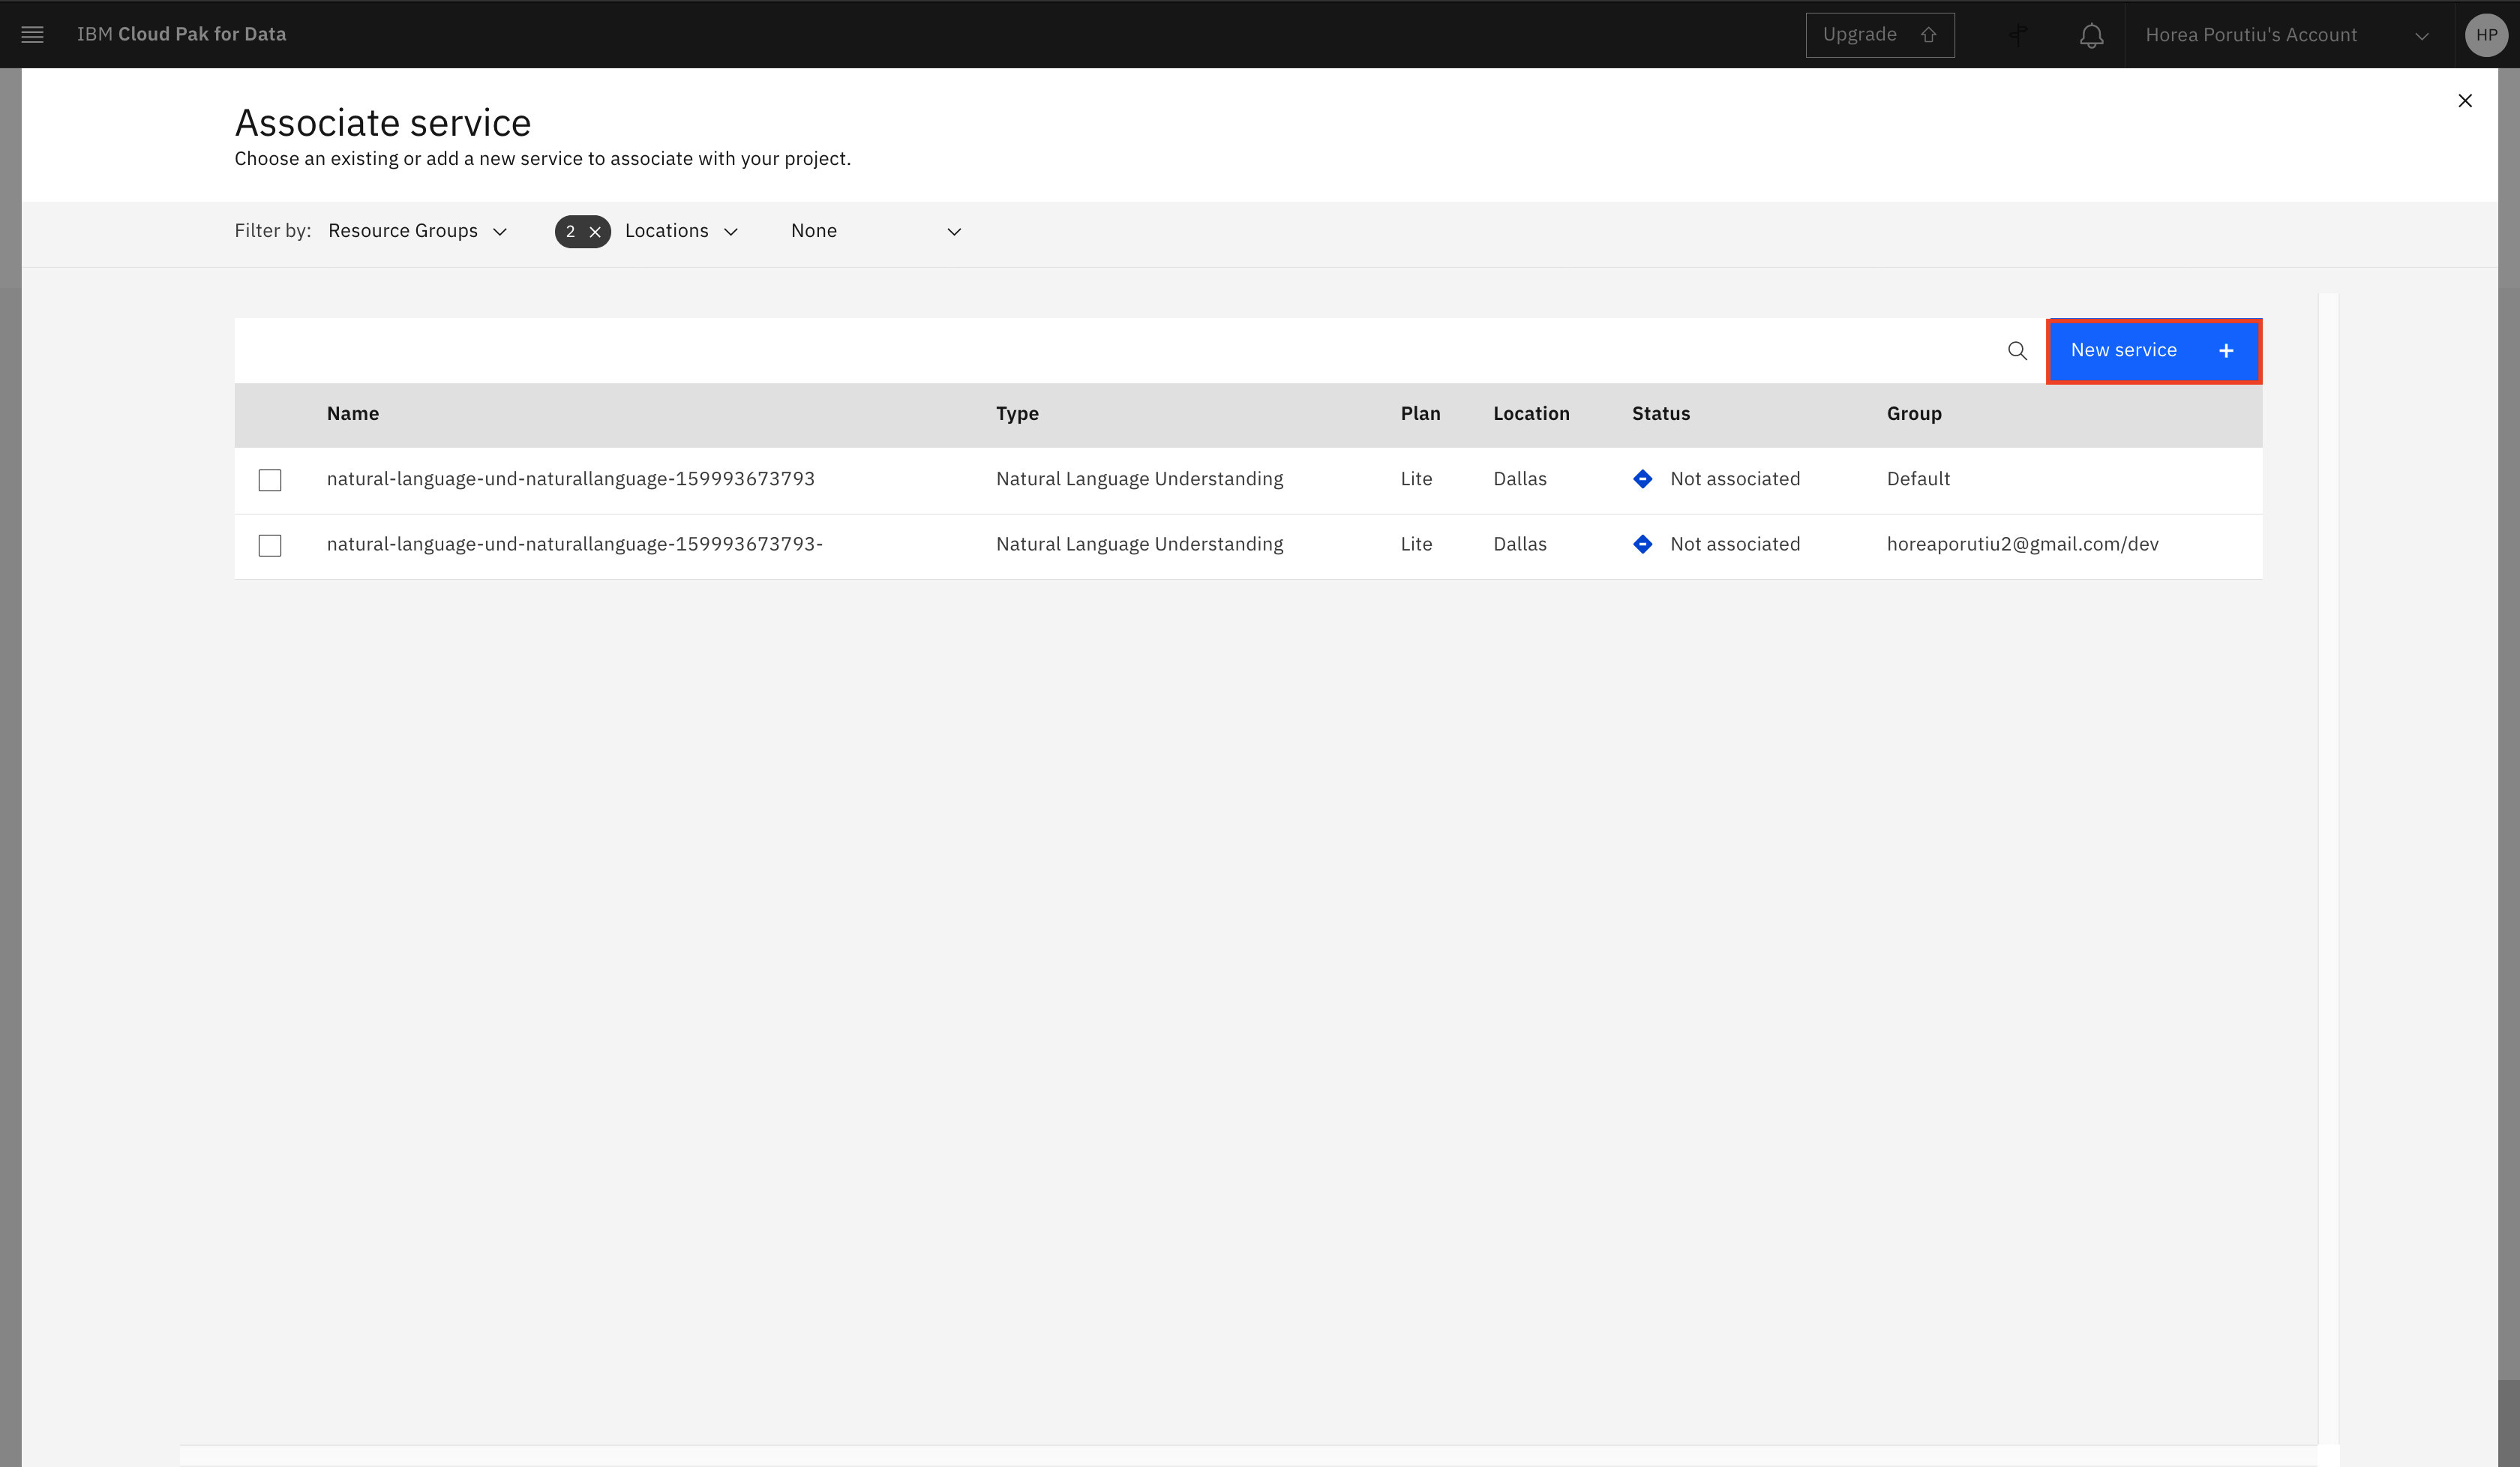 IBM Cloud Pak for Data
Upgrade
Horea Porutiu's Account
HP
Associate service
Choose an existing or add a new service to associate with your project.
Filter by: Resource Groups 2 Locations None
New service
Name Type Plan Location Status Group
natural-language-und-naturallanguage-159993673793 Natural Language Understanding Lite Dallas Not associated Default
natural-language-und-naturallanguage-159993673793- Natural Language Understanding Lite Dallas Not associated horeaporutiu2@gmail.com/dev